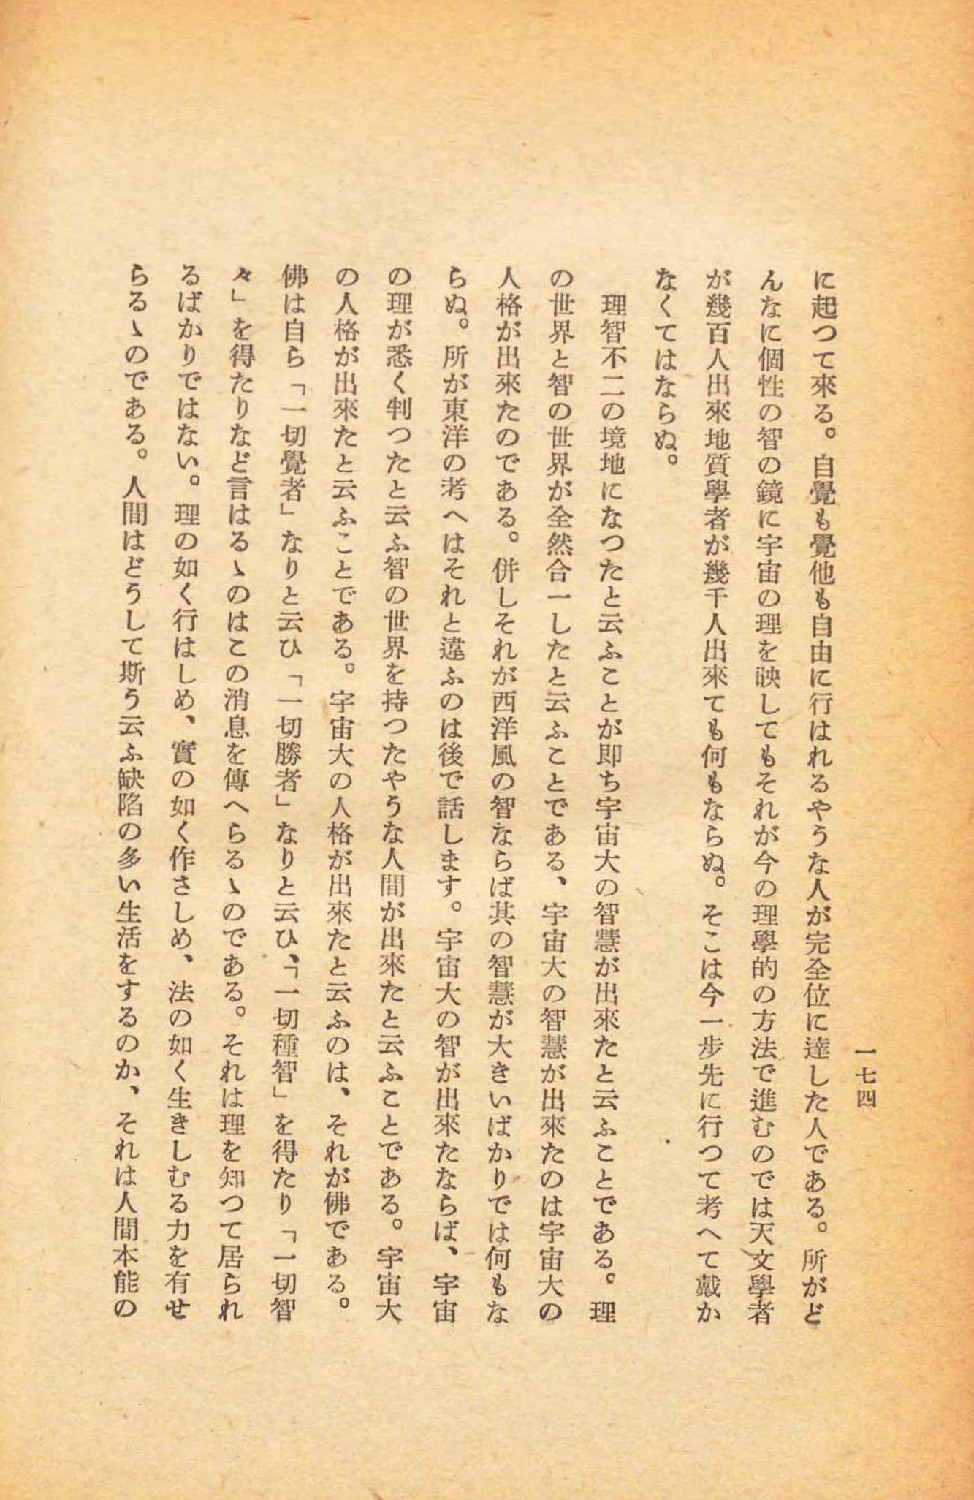 一七四
に起つて來る。自覺も覺他も自由に行はれるやうな人が完全位に達した人である。所がど
んなに個性の智の鏡に宇宙の理を映してもそれが今の理學的の方法で進むのでは天文學者
が幾百人出來地質學者が幾千人出來ても何もならぬ。そこは今一步先に行つて考へて戴か
なくてはならぬ。
理智不二の境地になつたと云ふことが即ち宇宙大の智慧が出來たと云ふことである。理
の世界と智の世界が全然合一したと云ふことである、宇宙大の智慧が出來たのは宇宙大の
人格が出來たのである。併しそれが西洋風の智ならば其の智慧が大きいばかりでは何もな
らぬ。所が東洋の考へはそれと違ふのは後で話します。宇宙大の智が出來たならば、宇宙
の理が悉く判つたと云ふ智の世界を持つたやうな人間が出來たと云ふことである。宇宙大
の人格が出來たと云ふことである。宇宙大の人格が出來たと云ふのは、それが佛である。
佛は自ら「一切覺者」なりと云ひ「一切勝者」なりと云ひ、「一切種智」を得たり「一切智
々」を得たりなど言はるゝのはこの消息を傳へらるゝのである。それは理を知つて居られ
るばかりではない。理の如く行はしめ、實の如く作さしめ、法の如く生きしむる力を有せ
らるゝのである。人間はどうして斯う云ふ缺陷の多い生活をするのか、それは人間本能の